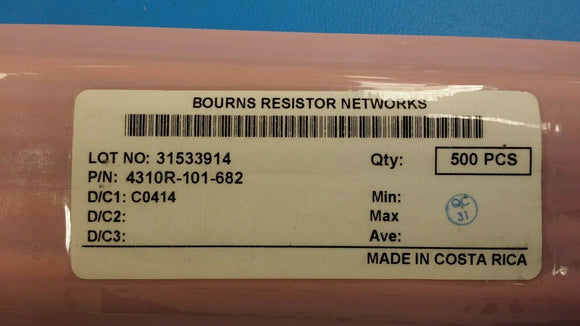 BOURNS RESISTOR NETWORKS
LOT NO: 31533914 Qty: 500 PCS
P/N: 4310R-101-682
D/C1: C0414 Min:
D/C2: Max
D/C3: Ave:
QC
31
MADE IN COSTA RICA